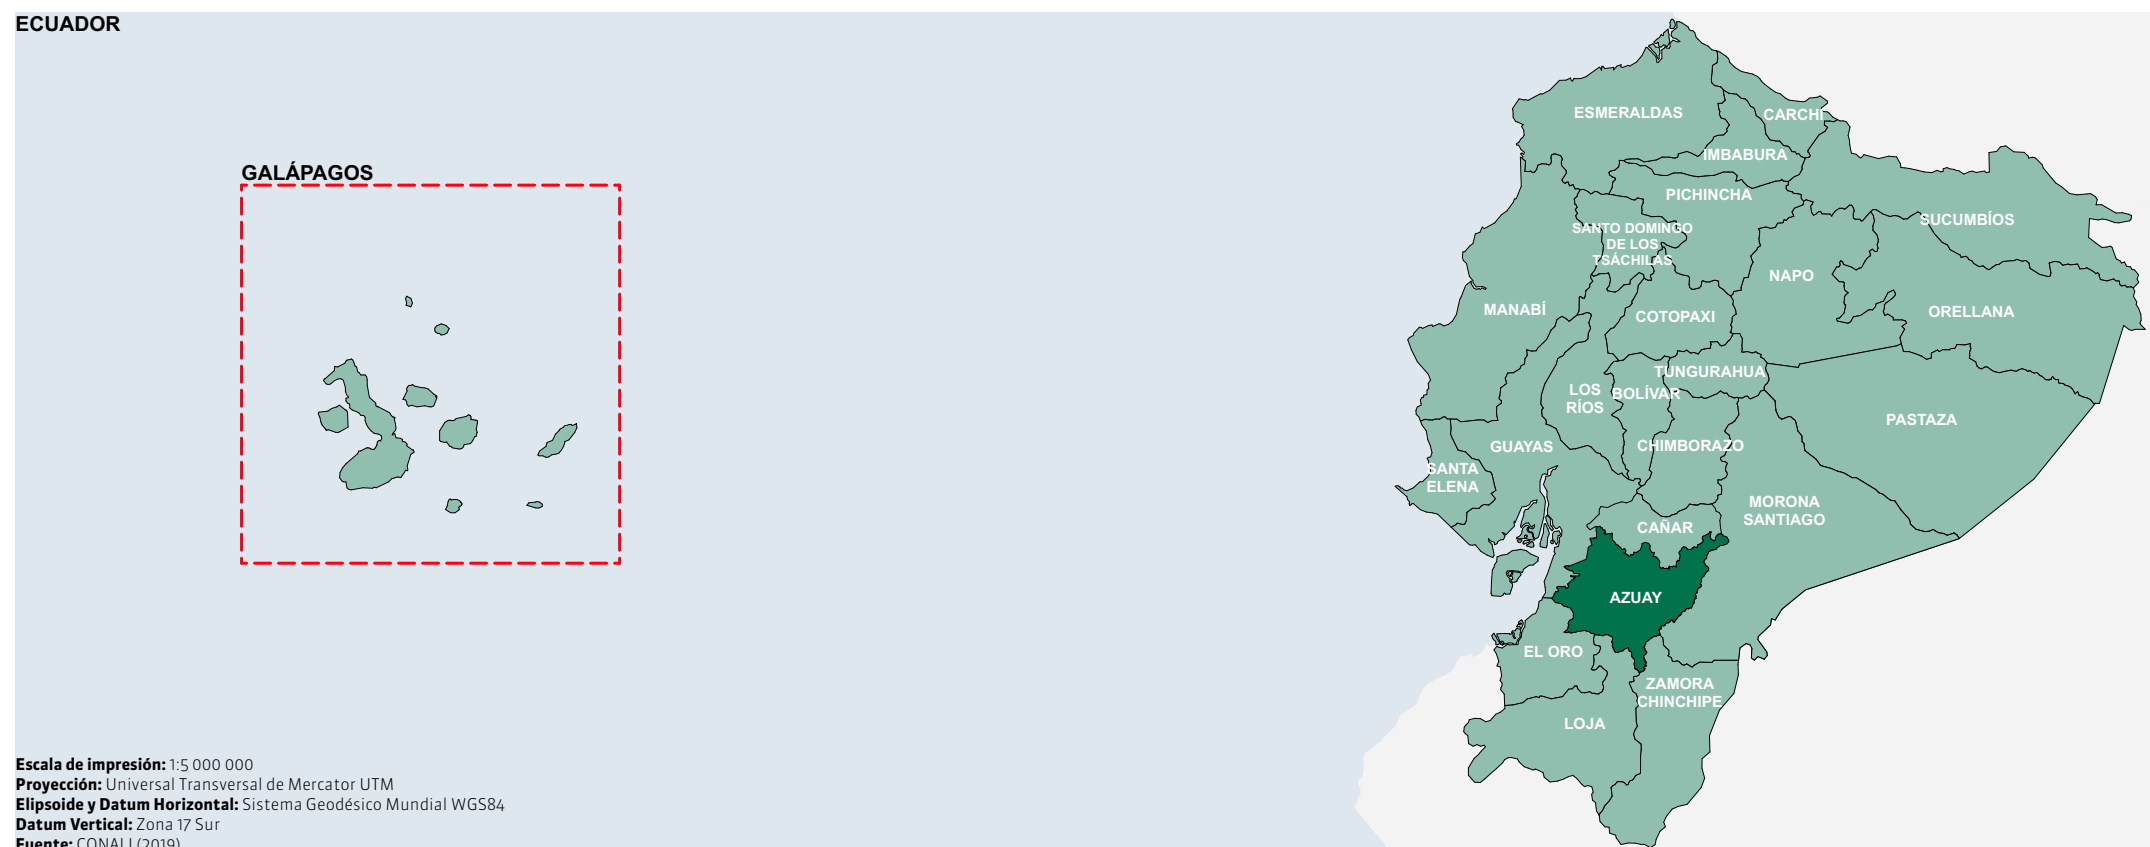 ECUADOR
GALÁPAGOS
ESMERALDAS
CARCHI
IMBABURA
PICHINCHA
SUCUMBÍOS
SANTO DOMINGO
DE LOS
TSÁCHILAS
NAPO
MANABÍ
COTOPAXI
ORELLANA
TUNGURAHUA
LOS
RÍOS
BOLÍVAR
PASTAZA
GUAYAS
CHIMBORAZO
SANTA
ELENA
MORONA
SANTIAGO
CAÑAR
AZUAY
EL ORO
ZAMORA
CHINCHIPE
LOJA
Escala de impresión: 1:5 000 000
Proyección: Universal Transversal de Mercator UTM
Elipsoide y Datum Horizontal: Sistema Geodésico Mundial WGS84
Datum Vertical: Zona 17 Sur
Fuente: CONALI (2019)